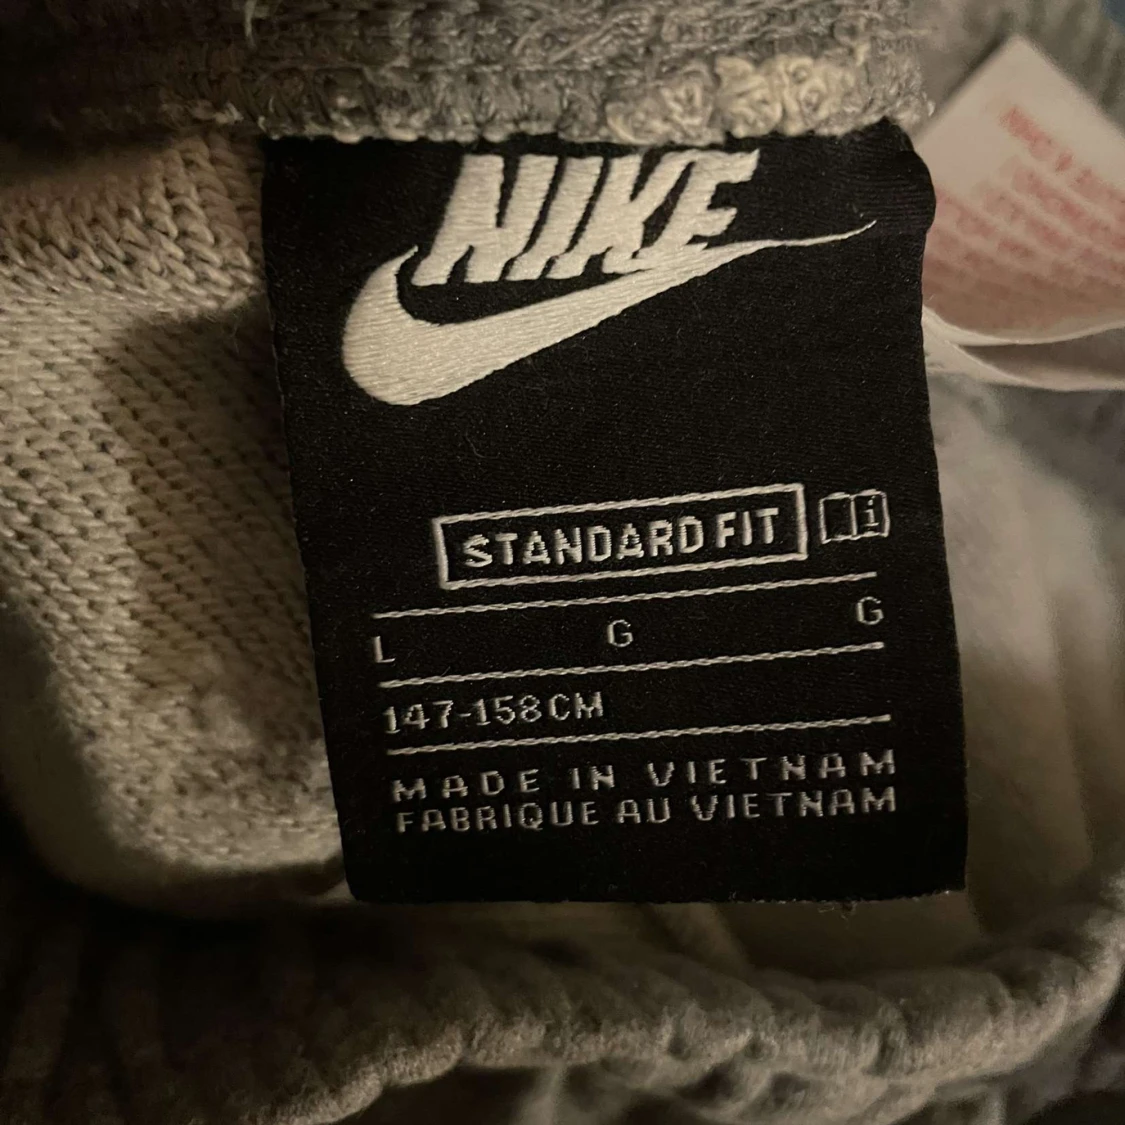 NIKE
STANDARD FIT
L G G
147-158CM
MADE IN VIETNAM
FABRIQUE AU VIETNAM